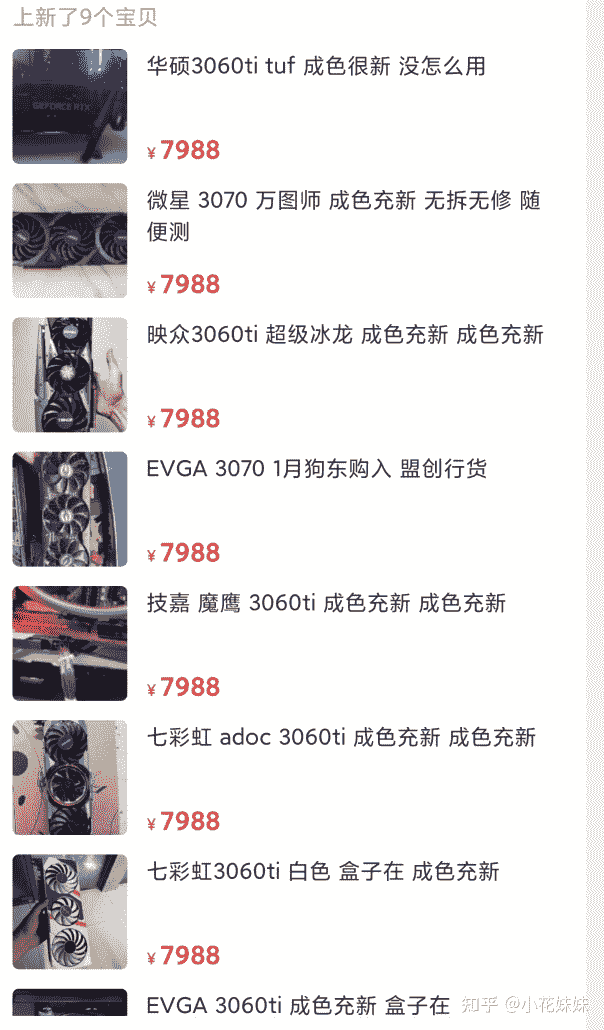 上新了9个宝贝
华硕3060ti tuf 成色很新 没怎么用
GEFORCE RTX
¥7988
微星 3070 万图师 成色充新 无拆无修 随
便测
¥7988
映众3060ti 超级冰龙 成色充新 成色充新
¥7988
EVGA 3070 1月狗东购入 盟创行货
¥7988
技嘉 魔鹰 3060ti 成色充新 成色充新
¥7988
七彩虹 adoc 3060ti 成色充新 成色充新
¥7988
七彩虹3060ti 白色 盒子在 成色充新
¥7988
EVGA 3060ti 成色充新 盒子在
知乎 @小花妹妹